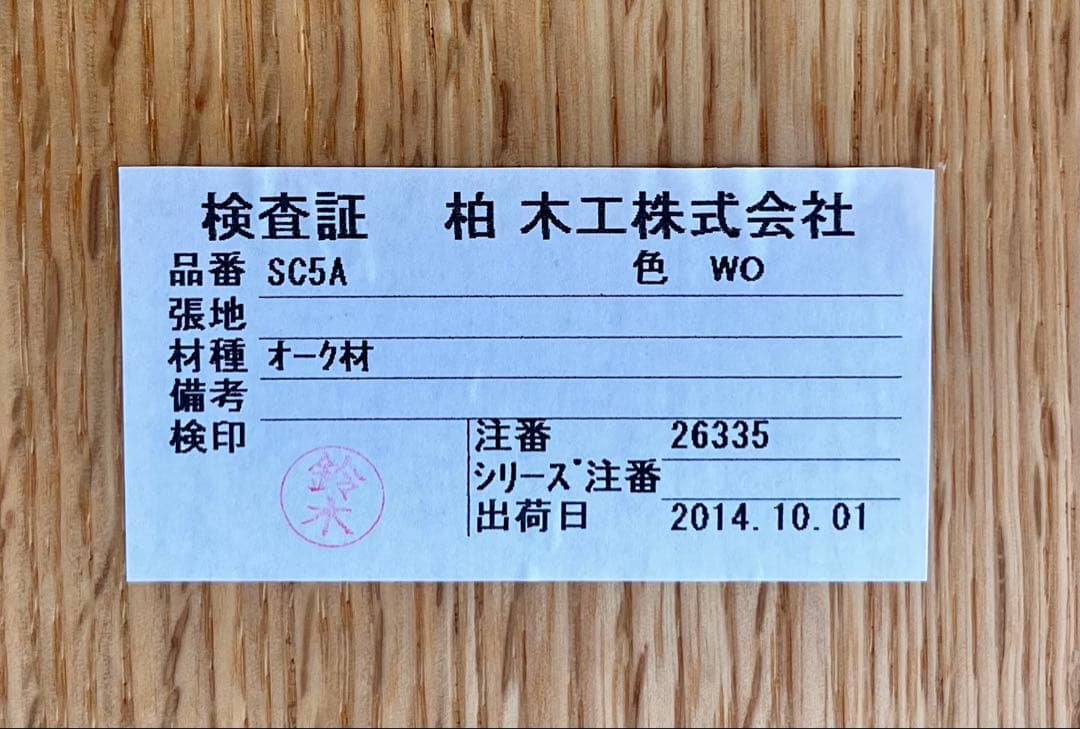 検査証 柏 木工株式会社
品番 SC5A 色 WO
張地
材種 オーク材
備考
検印 注番 26335
鈴木
シリーズ注番
出荷日 2014.10.01